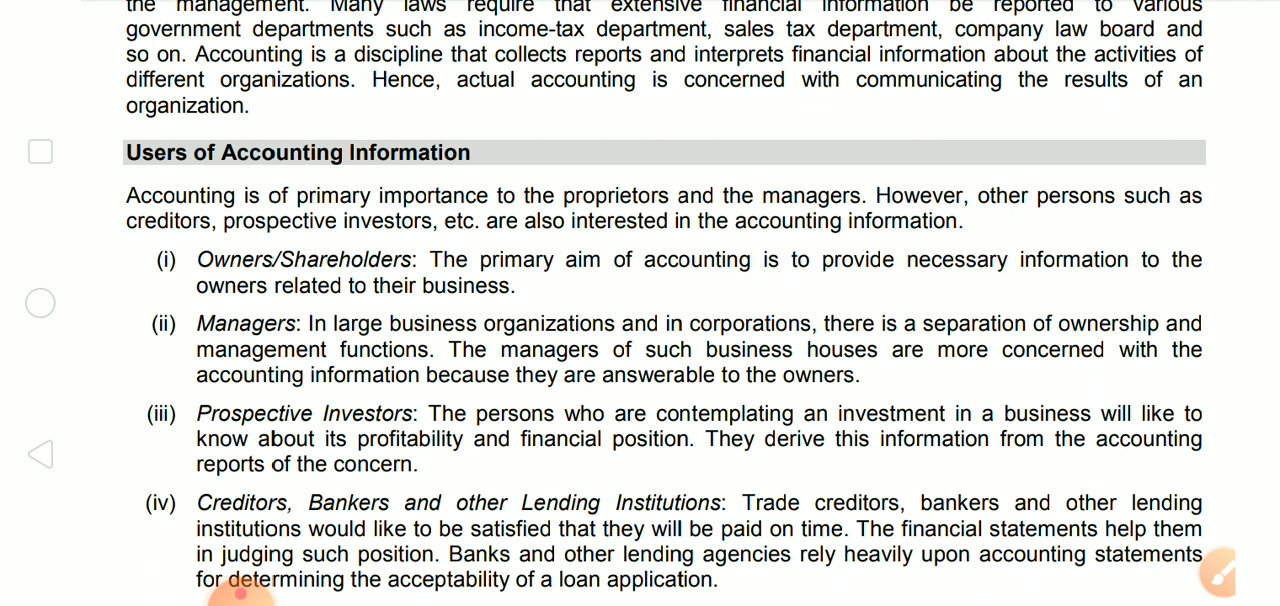 the management. Many laws require that extensive financial information be reported to various
government departments such as income-tax department, sales tax department, company law board and
so on. Accounting is a discipline that collects reports and interprets financial information about the activities of
different organizations. Hence, actual accounting is concerned with communicating the results of an
organization.
Users of Accounting Information
Accounting is of primary importance to the proprietors and the managers. However, other persons such as
creditors, prospective investors, etc. are also interested in the accounting information.
(i) Owners/Shareholders: The primary aim of accounting is to provide necessary information to the
owners related to their business.
(ii) Managers: In large business organizations and in corporations, there is a separation of ownership and
management functions. The managers of such business houses are more concerned with the
accounting information because they are answerable to the owners.
(iii) Prospective Investors: The persons who are contemplating an investment in a business will like to
know about its profitability and financial position. They derive this information from the accounting
reports of the concern.
(iv) Creditors, Bankers and other Lending Institutions: Trade creditors, bankers and other lending
institutions would like to be satisfied that they will be paid on time. The financial statements help them
in judging such position. Banks and other lending agencies rely heavily upon accounting statements
for determining the acceptability of a loan application.